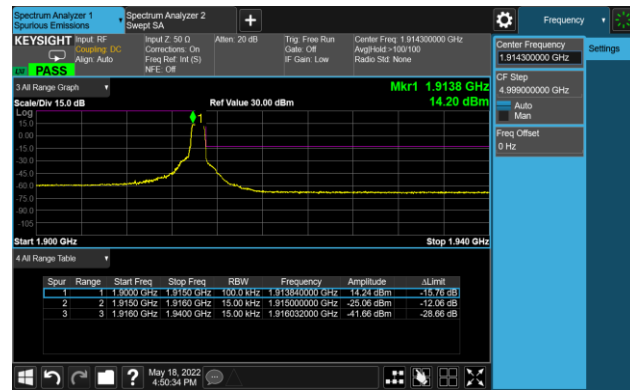 Spectrum Analyzer 1
Spurious Emissions
Spectrum Analyzer 2
Swept SA
Frequency
KEYSIGHT
Input: RF
Coupling: DC
Align: Auto
Input Z: 50 Ω
Corrections: On
Freq Ref: Int (S)
NFE: Off
Atten: 20 dB
Trig: Free Run
Gate: Off
IF Gain: Low
Center Freq: 1.914300000 GHz
Avg|Hold:>100/100
Radio Std: None
PASS
Center Frequency
1.914300000 GHz
Settings
CF Step
4.999000000 GHz
Auto
Man
Freq Offset
0 Hz
3 All Range Graph
Mkr1 1.9138 GHz
Scale/Div 15.0 dB
Ref Value 30.00 dBm
14.20 dBm
Log
15.0
0.00
-15.0
-30.0
-45.0
-60.0
-75.0
-90.0
-105
1
Start 1.900 GHz
Stop 1.940 GHz
4 All Range Table
Spur Range Start Freq Stop Freq RBW Frequency Amplitude ΔLimit
1 1 1.9000 GHz 1.9150 GHz 100.0 kHz 1.913840000 GHz 14.24 dBm -15.76 dB
2 2 1.9150 GHz 1.9160 GHz 15.00 kHz 1.915000000 GHz -25.06 dBm -12.06 dB
3 3 1.9160 GHz 1.9400 GHz 15.00 kHz 1.916032000 GHz -41.66 dBm -28.66 dB
?
May 18, 2022
4:50:34 PM